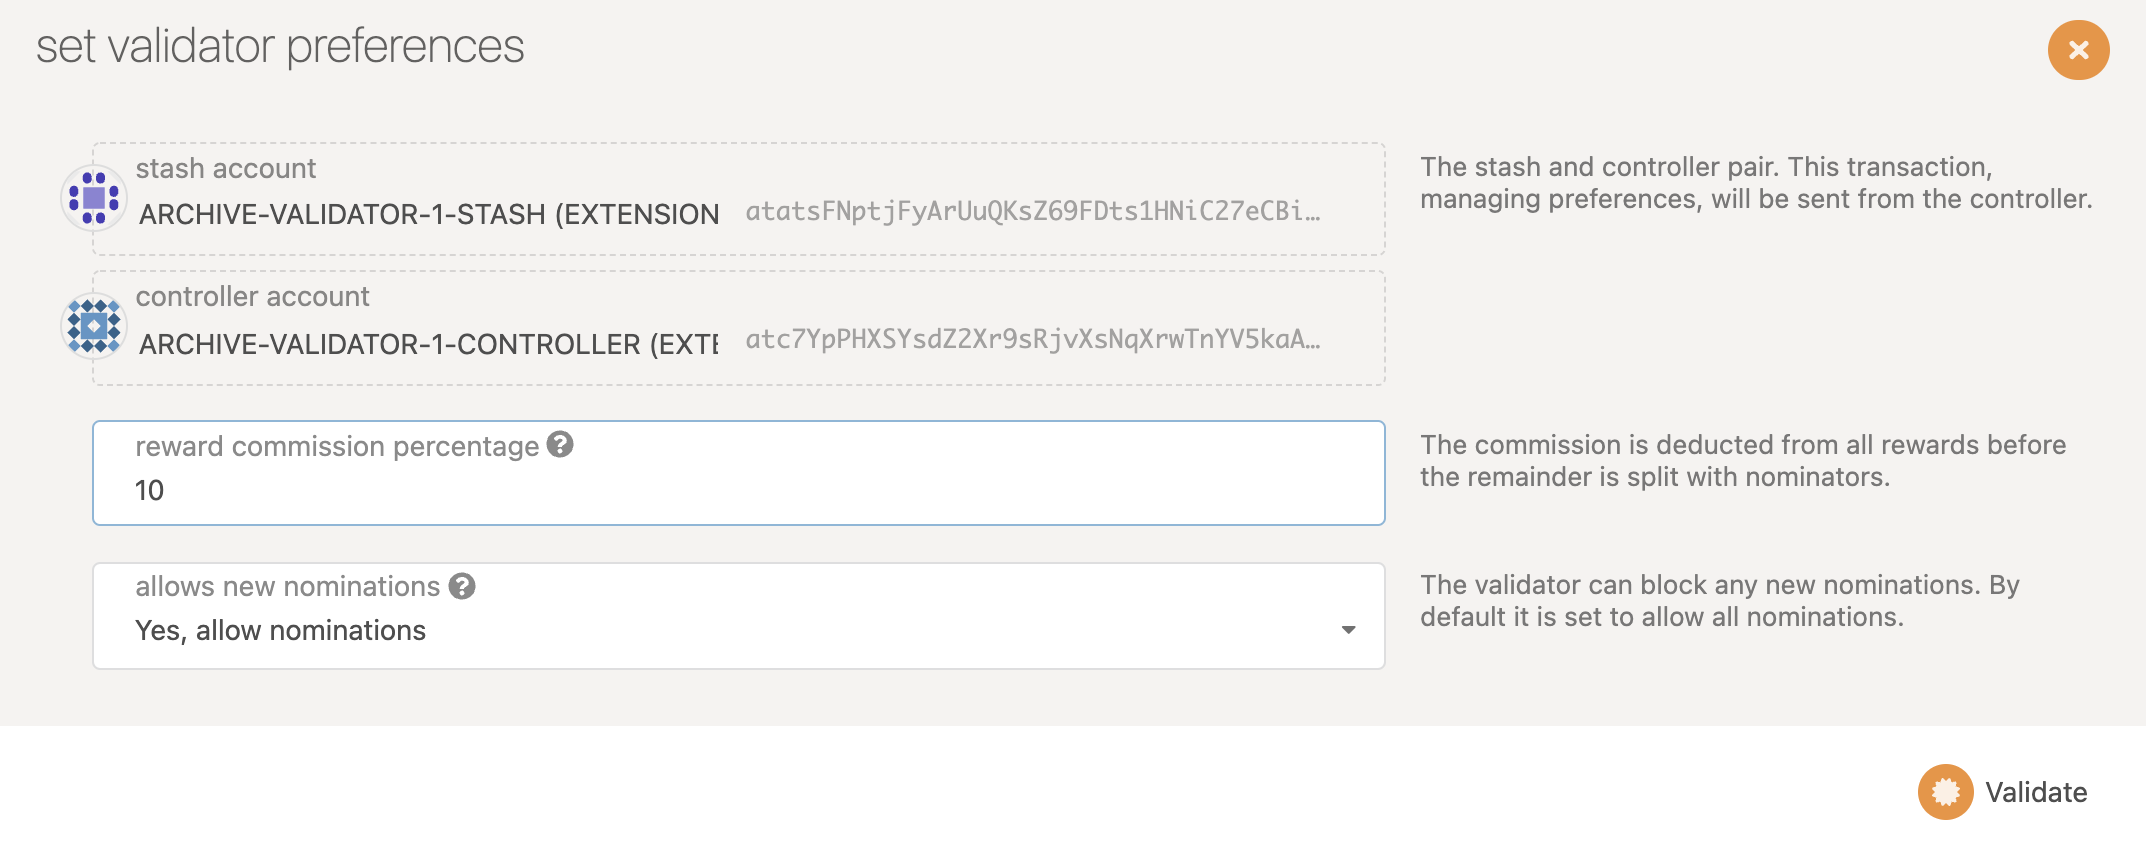 set validator preferences
stash account
ARCHIVE-VALIDATOR-1-STASH (EXTENSION
atatsFNptjFyArUuQKsZ69FDts1HNiC27eCBi…
The stash and controller pair. This transaction,
managing preferences, will be sent from the controller.
controller account
ARCHIVE-VALIDATOR-1-CONTROLLER (EXTE
atc7YpPHXSYsdZ2Xr9sRjvXsNqXrwTnYV5kaA…
reward commission percentage
10
The commission is deducted from all rewards before
the remainder is split with nominators.
allows new nominations
Yes, allow nominations
The validator can block any new nominations. By
default it is set to allow all nominations.
Validate